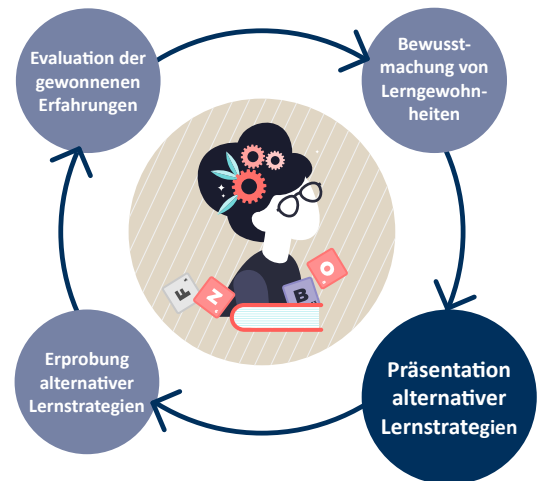 Evaluation der
gewonnenen
Erfahrungen
Bewusst-
machung von
Lerngewohn-
heiten
Präsentation
alternativer
Lernstrategien
Erprobung
alternativer
Lernstrategien
F
N
B
O